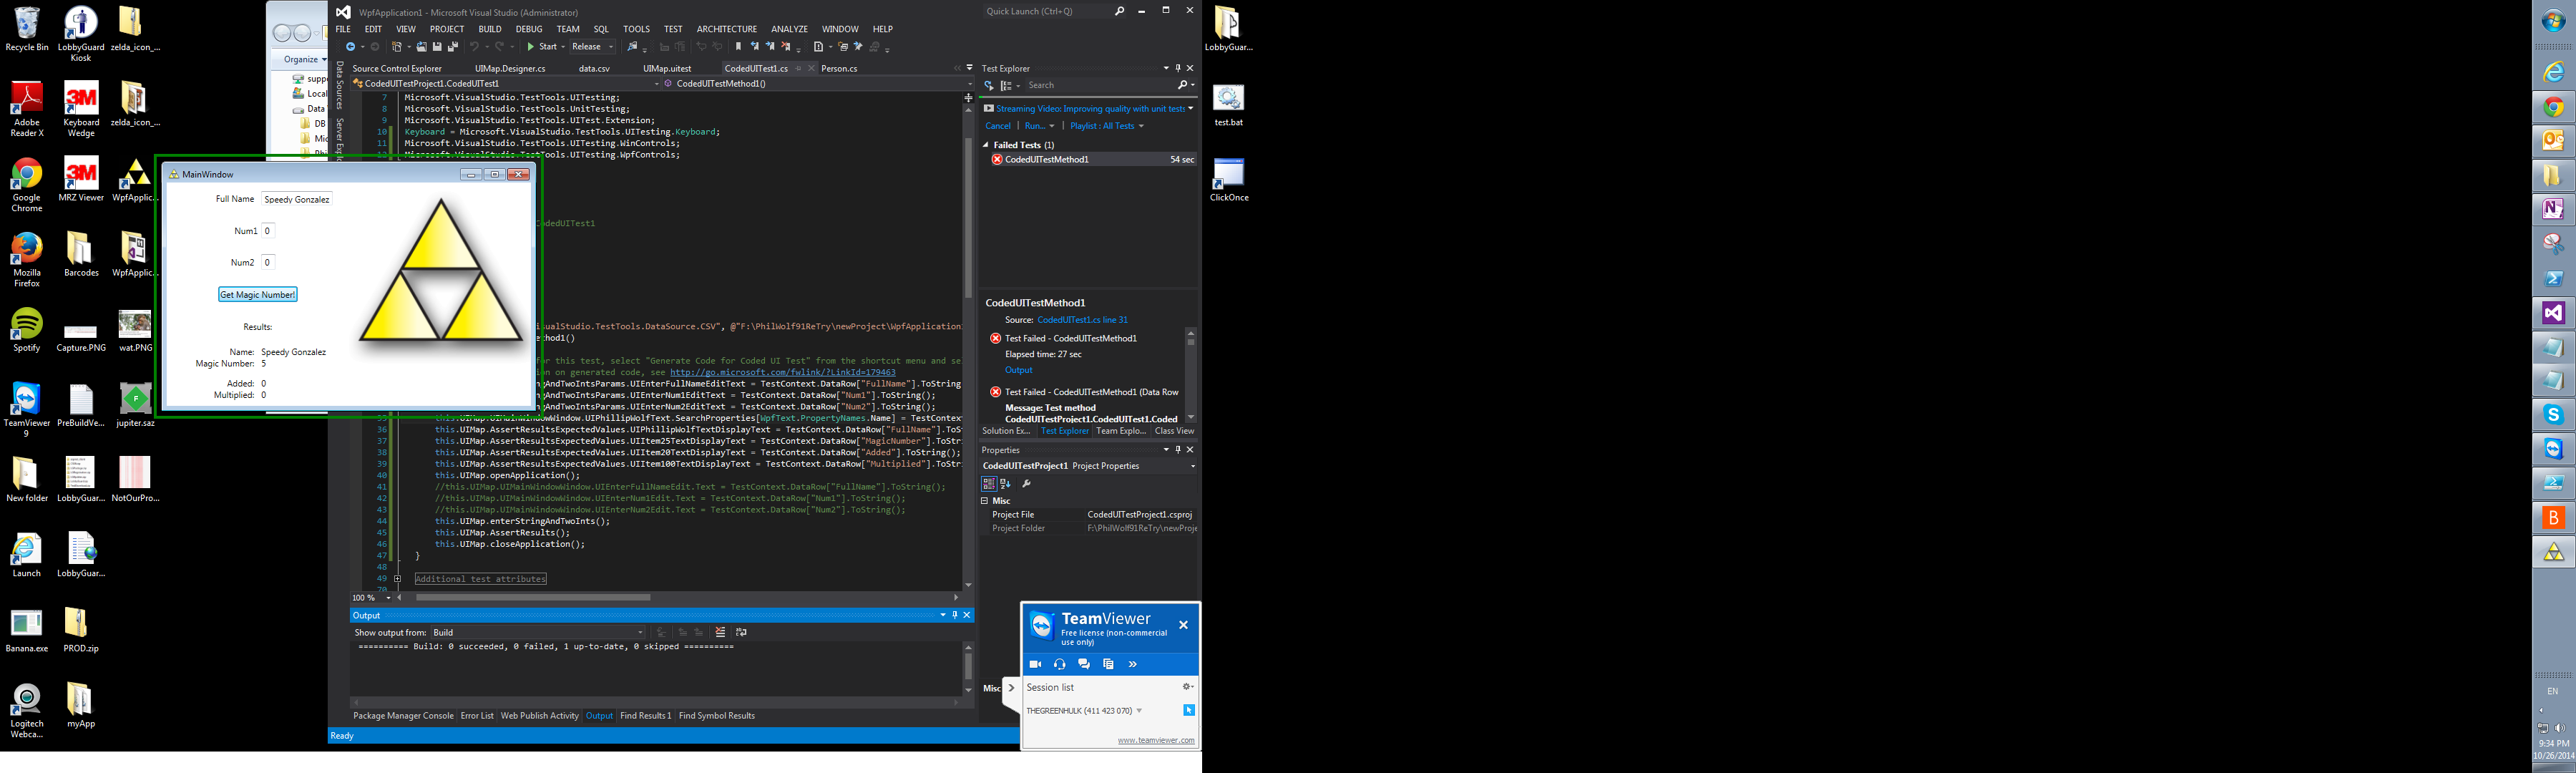 Recycle Bin
LobbyGuard
Kiosk
zelda_icon_...
Adobe
Reader X
Keyboard
Wedge
zelda_icon_...
Google
Chrome
MRZ Viewer
WpfApplic...
Mozilla
Firefox
Barcodes
WpfApplic...
Spotify
Capture.PNG
wat.PNG
TeamViewer
9
PreBuildVe...
jupiter.saz
New folder
LobbyGuar...
NotOurPro...
Launch
LobbyGuar...
Banana.exe
PROD.zip
Logitech
Webca...
myApp
Organize
MainWindow
Full Name Speedy Gonzalez
Num1 0
Num2 0
Get Magic Number!
Results:
Name: Speedy Gonzalez
Magic Number: 5
Added: 0
Multiplied: 0
WpfApplication1 - Microsoft Visual Studio (Administrator)
Quick Launch (Ctrl+Q)
FILE EDIT VIEW PROJECT BUILD DEBUG TEAM SQL TOOLS TEST ARCHITECTURE ANALYZE WINDOW HELP
Start Release
Source Control Explorer UIMap.Designer.cs data.csv UIMap.uitest CodedUITest1.cs Person.cs
CodedUITestProject1.CodedUITest1 CodedUITestMethod1()
Data Sources
7 Microsoft.VisualStudio.TestTools.UITesting;
8 Microsoft.VisualStudio.TestTools.UnitTesting;
9 Microsoft.VisualStudio.TestTools.UITest.Extension;
10 Keyboard = Microsoft.VisualStudio.TestTools.UITesting.Keyboard;
11 Microsoft.VisualStudio.TestTools.UITesting.WinControls;
12 Microsoft.VisualStudio.TestTools.UITesting.WpfControls;
CodedUITest1
sualStudio.TestTools.DataSource.CSV", @"F:\PhilWolf91ReTry\newProject\WpfApplication
hod1()
for this test, select "Generate Code for Coded UI Test" from the shortcut menu and se
on on generated code, see http://go.microsoft.com/fwlink/?LinkId=179463
ngAndTwoIntsParams.UIEnterFullNameEditText = TestContext.DataRow["FullName"].ToString
ngAndTwoIntsParams.UIEnterNum1EditText = TestContext.DataRow["Num1"].ToString();
ngAndTwoIntsParams.UIEnterNum2EditText = TestContext.DataRow["Num2"].ToString();
35 this.UIMap.UIMainWindowWindow.UIPhillipWolfText.SearchProperties[WpfText.PropertyNames.Name] = TestContex
36 this.UIMap.AssertResultsExpectedValues.UIPhillipWolfTextDisplayText = TestContext.DataRow["FullName"].ToS
37 this.UIMap.AssertResultsExpectedValues.UIItem25TextDisplayText = TestContext.DataRow["MagicNumber"].ToStr
38 this.UIMap.AssertResultsExpectedValues.UIItem20TextDisplayText = TestContext.DataRow["Added"].ToString();
39 this.UIMap.AssertResultsExpectedValues.UIItem100TextDisplayText = TestContext.DataRow["Multiplied"].ToStr
40 this.UIMap.openApplication();
41 //this.UIMap.UIMainWindowWindow.UIEnterFullNameEdit.Text = TestContext.DataRow["FullName"].ToString();
42 //this.UIMap.UIMainWindowWindow.UIEnterNum1Edit.Text = TestContext.DataRow["Num1"].ToString();
43 //this.UIMap.UIMainWindowWindow.UIEnterNum2Edit.Text = TestContext.DataRow["Num2"].ToString();
44 this.UIMap.enterStringAndTwoInts();
45 this.UIMap.AssertResults();
46 this.UIMap.closeApplication();
47 }
48
49 Additional test attributes
70
100 %
Output
Show output from: Build
========== Build: 0 succeeded, 0 failed, 1 up-to-date, 0 skipped ==========
Package Manager Console Error List Web Publish Activity Output Find Results 1 Find Symbol Results
Ready
Test Explorer
Search
Streaming Video: Improving quality with unit tests
Cancel | Run... | Playlist : All Tests
Failed Tests (1)
CodedUITestMethod1 54 sec
CodedUITestMethod1
Source: CodedUITest1.cs line 31
Test Failed - CodedUITestMethod1
Elapsed time: 27 sec
Output
Test Failed - CodedUITestMethod1 (Data Row
Message: Test method
CodedUITestProject1.CodedUITest1.Coded
Solution Ex... Test Explorer Team Explo... Class View
Properties
CodedUITestProject1 Project Properties
Misc
Project File CodedUITestProject1.csproj
Project Folder F:\PhilWolf91ReTry\newProje
Misc
TeamViewer
Free license (non-commercial
use only)
Session list
THEGREENHULK (411 423 070)
www.teamviewer.com
LobbyGuar...
test.bat
ClickOnce
EN
9:34 PM
10/26/2014